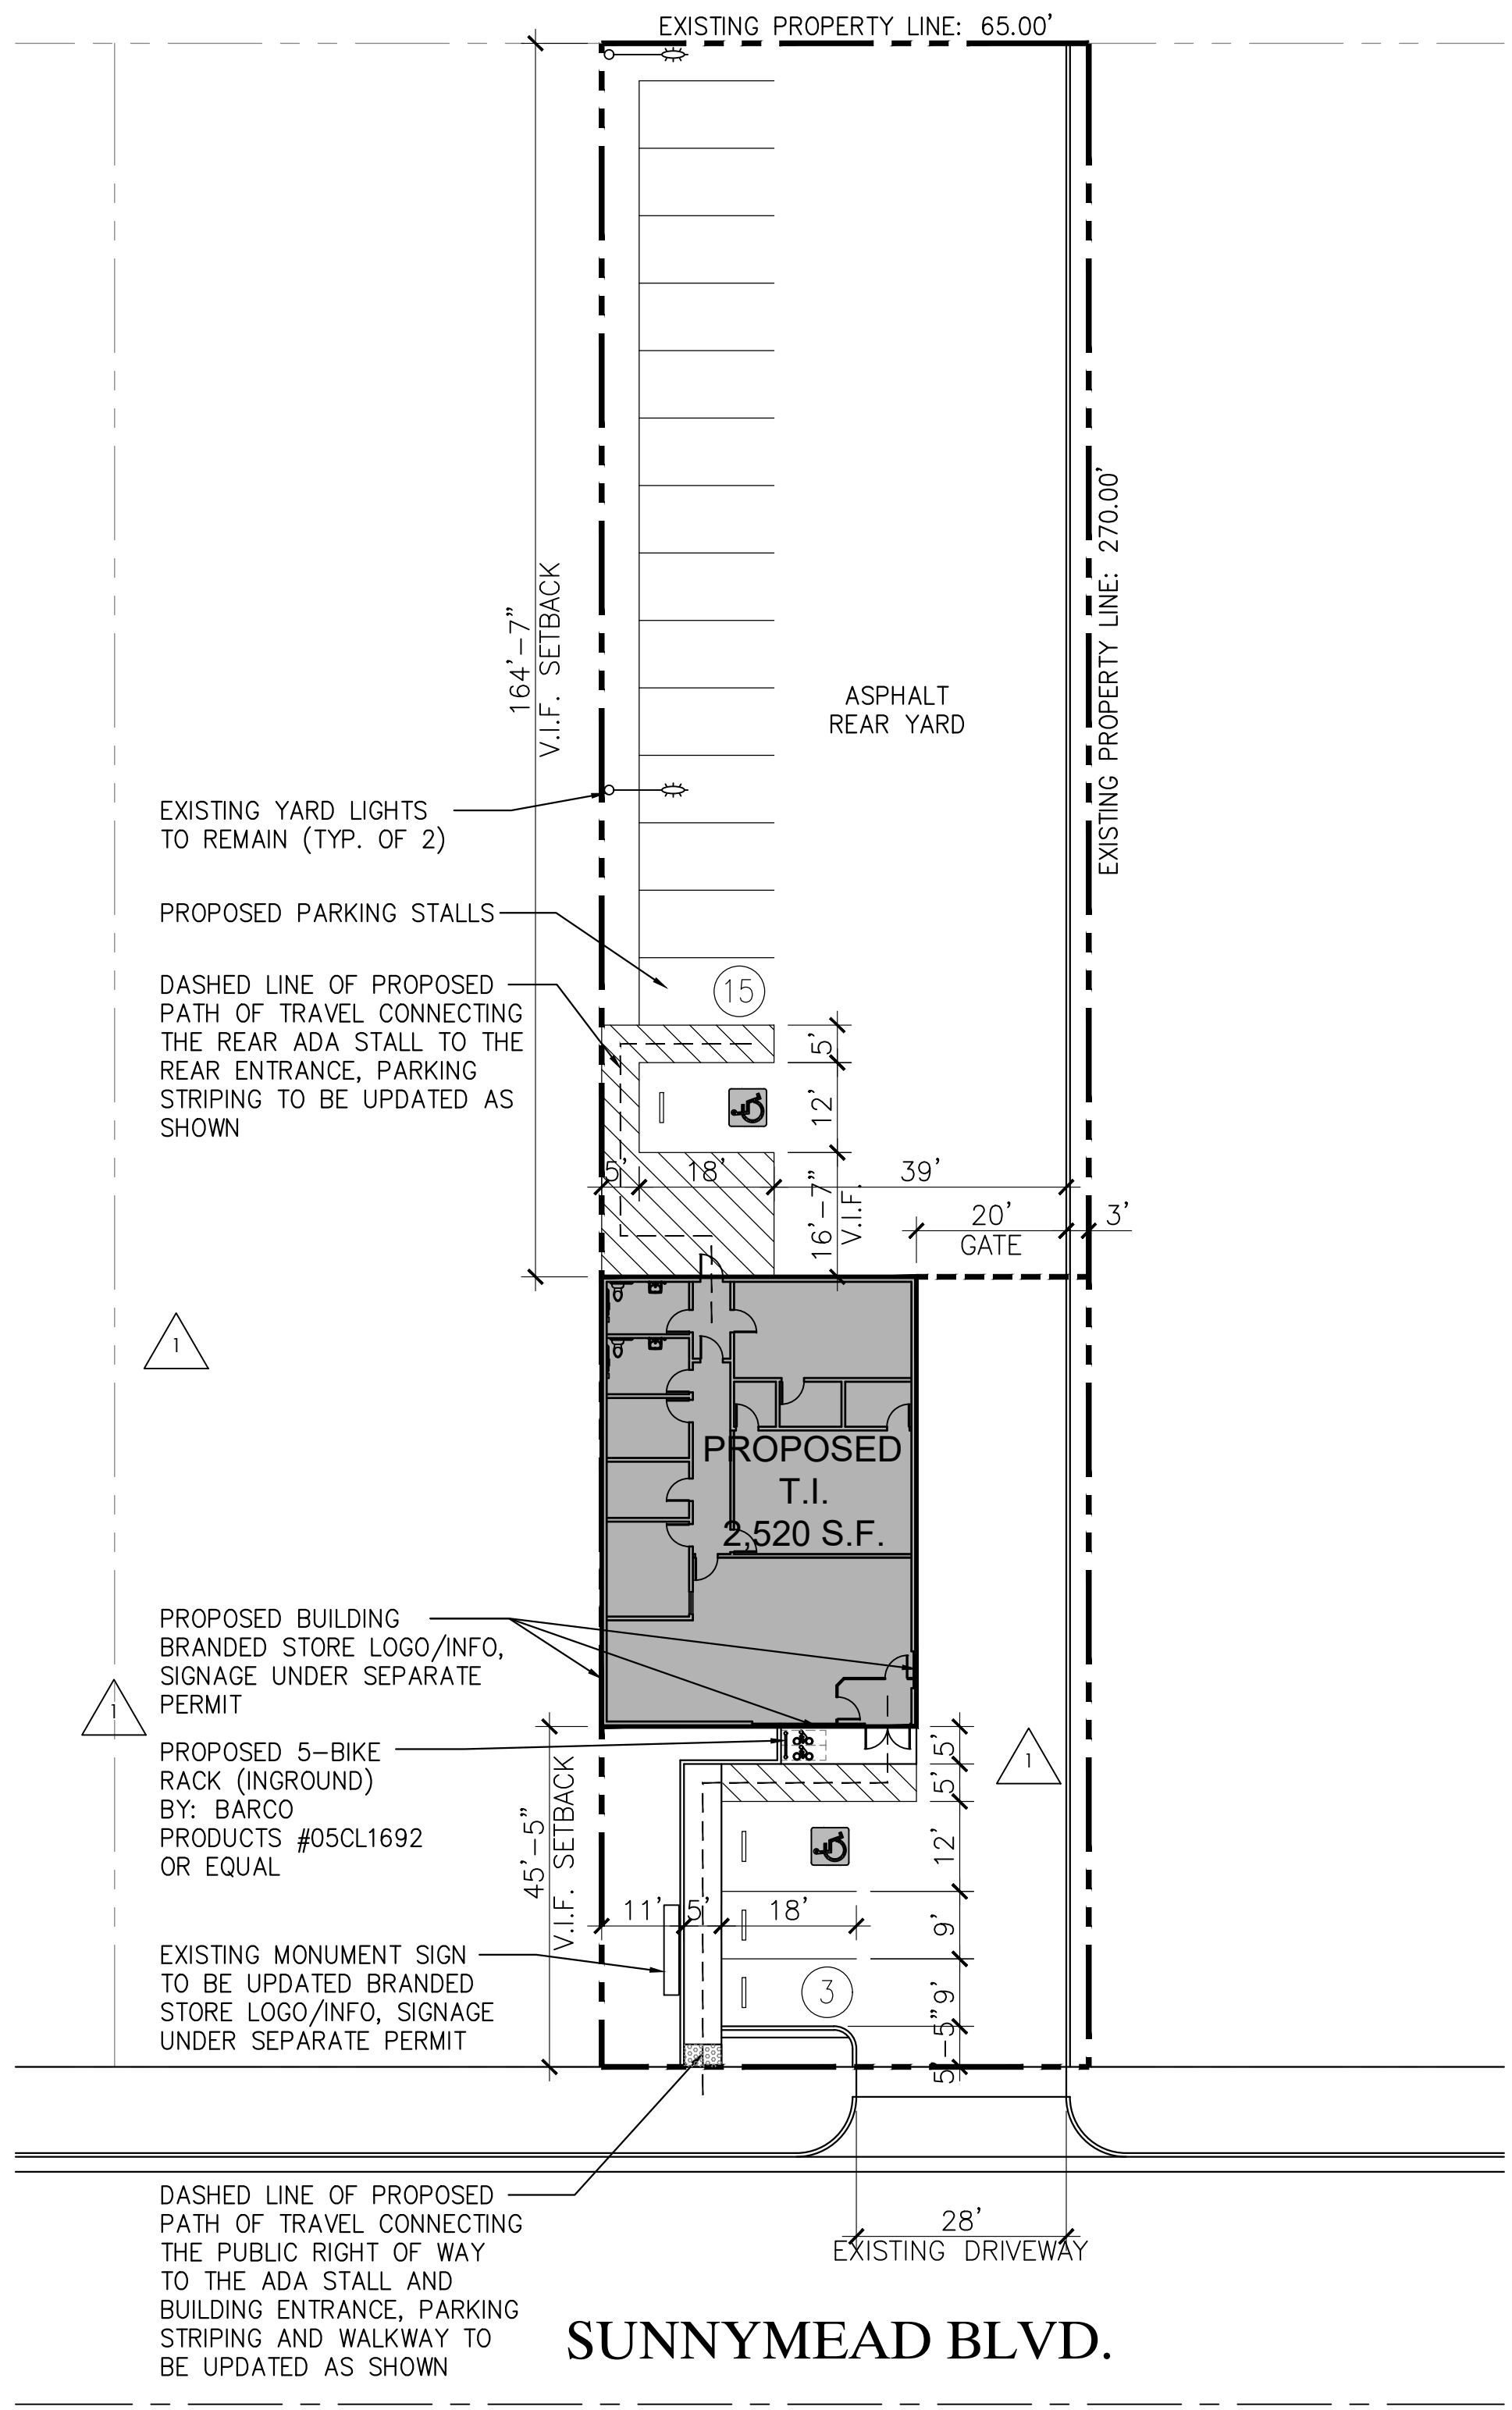 EXISTING PROPERTY LINE: 65.00'
EXISTING PROPERTY LINE: 270.00'
164'-7"
V.I.F. SETBACK
ASPHALT
REAR YARD
EXISTING YARD LIGHTS
TO REMAIN (TYP. OF 2)
PROPOSED PARKING STALLS
15
DASHED LINE OF PROPOSED
PATH OF TRAVEL CONNECTING
THE REAR ADA STALL TO THE
REAR ENTRANCE, PARKING
STRIPING TO BE UPDATED AS
SHOWN
5'
12'
5'
18'
39'
16'-7"
V.I.F.
20'
GATE
3'
1
PROPOSED
T.I.
2,520 S.F.
PROPOSED BUILDING
BRANDED STORE LOGO/INFO,
SIGNAGE UNDER SEPARATE
PERMIT
1
PROPOSED 5-BIKE
RACK (INGROUND)
BY: BARCO
PRODUCTS #05CL1692
OR EQUAL
5'
5'
1
12'
45'-5"
V.I.F. SETBACK
11'
5'
18'
9'
9'
5'-5"
3
EXISTING MONUMENT SIGN
TO BE UPDATED BRANDED
STORE LOGO/INFO, SIGNAGE
UNDER SEPARATE PERMIT
DASHED LINE OF PROPOSED
PATH OF TRAVEL CONNECTING
THE PUBLIC RIGHT OF WAY
TO THE ADA STALL AND
BUILDING ENTRANCE, PARKING
STRIPING AND WALKWAY TO
BE UPDATED AS SHOWN
28'
EXISTING DRIVEWAY
SUNNYMEAD BLVD.